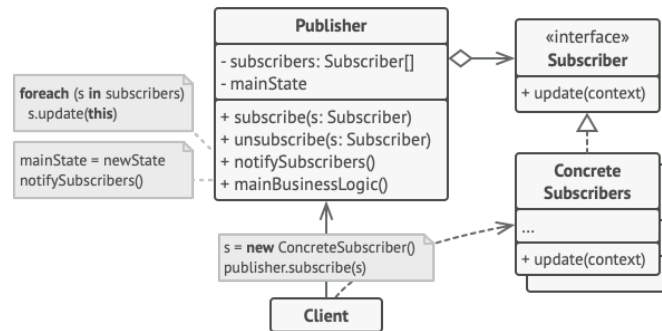 Publisher
- subscribers: Subscriber[]
- mainState
+ subscribe(s: Subscriber)
+ unsubscribe(s: Subscriber)
+ notifySubscribers()
+ mainBusinessLogic()
«interface»
Subscriber
+ update(context)
foreach (s in subscribers)
s.update(this)
mainState = newState
notifySubscribers()
Concrete
Subscribers
...
+ update(context)
s = new ConcreteSubscriber()
publisher.subscribe(s)
Client